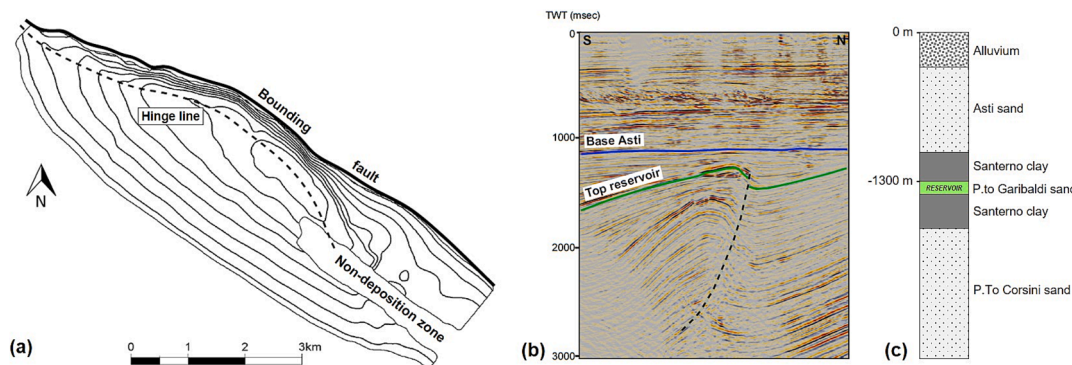 Bounding
fault
Hinge line
N
Non-deposition zone
0 1 2 3km
(a)
TWT (msec)
0
S
N
1000
Base Asti
Top reservoir
2000
3000
(b)
0 m
Alluvium
Asti sand
Santerno clay
-1300 m
RESERVOIR
P.to Garibaldi sand
Santerno clay
P.To Corsini sand
(c)